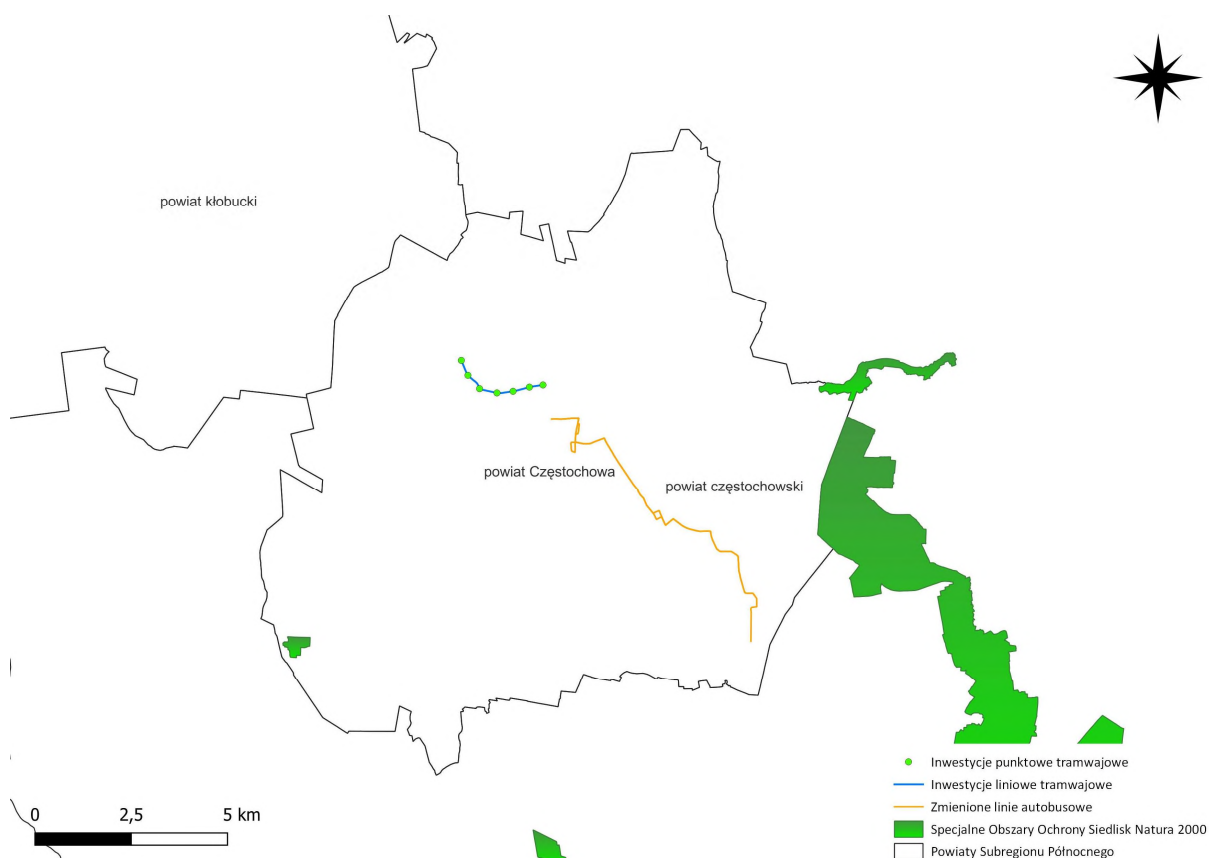 powiat kłobucki
powiat Częstochowa
powiat częstochowski
Inwestycje punktowe tramwajowe
Inwestycje liniowe tramwajowe
Zmienione linie autobusowe
Specjalne Obszary Ochrony Siedlisk Natura 2000
Powiaty Subregionu Północnego
0 2,5 5 km